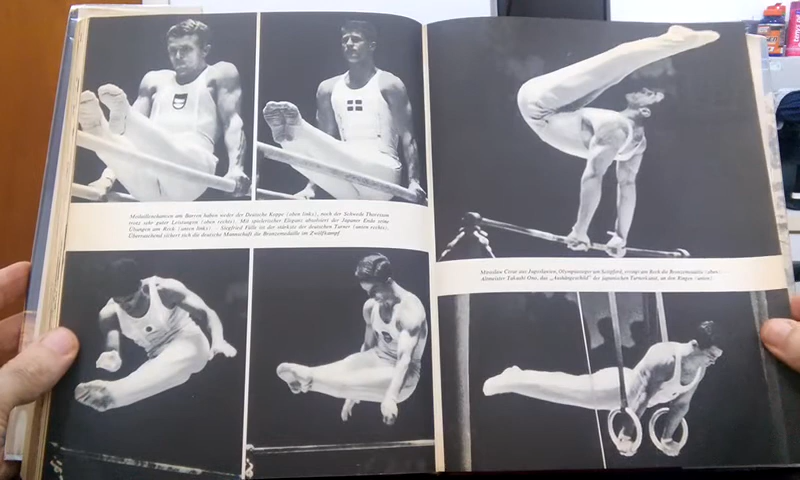 Medaillenchancen am Barren haben weder der Deutsche Koppe (oben links), noch der Schwede Thoresson
trotz sehr guter Leistungen (oben rechts). Mit spielerischer Eleganz absolviert der Japaner Endo seine
Übungen am Reck (unten links) – Siegfried Fülle ist der stärkste der deutschen Turner (unten rechts).
Überraschend sichert sich die deutsche Mannschaft die Bronzemedaille im Zwölfkampf
Miroslav Cerar aus Jugoslawien, Olympiasieger am Seitpferd, erringt am Reck die Bronzemedaille (oben)
Altmeister Takashi Ono, das „Aushängeschild" der japanischen Turnerkunst, an den Ringen (unten)